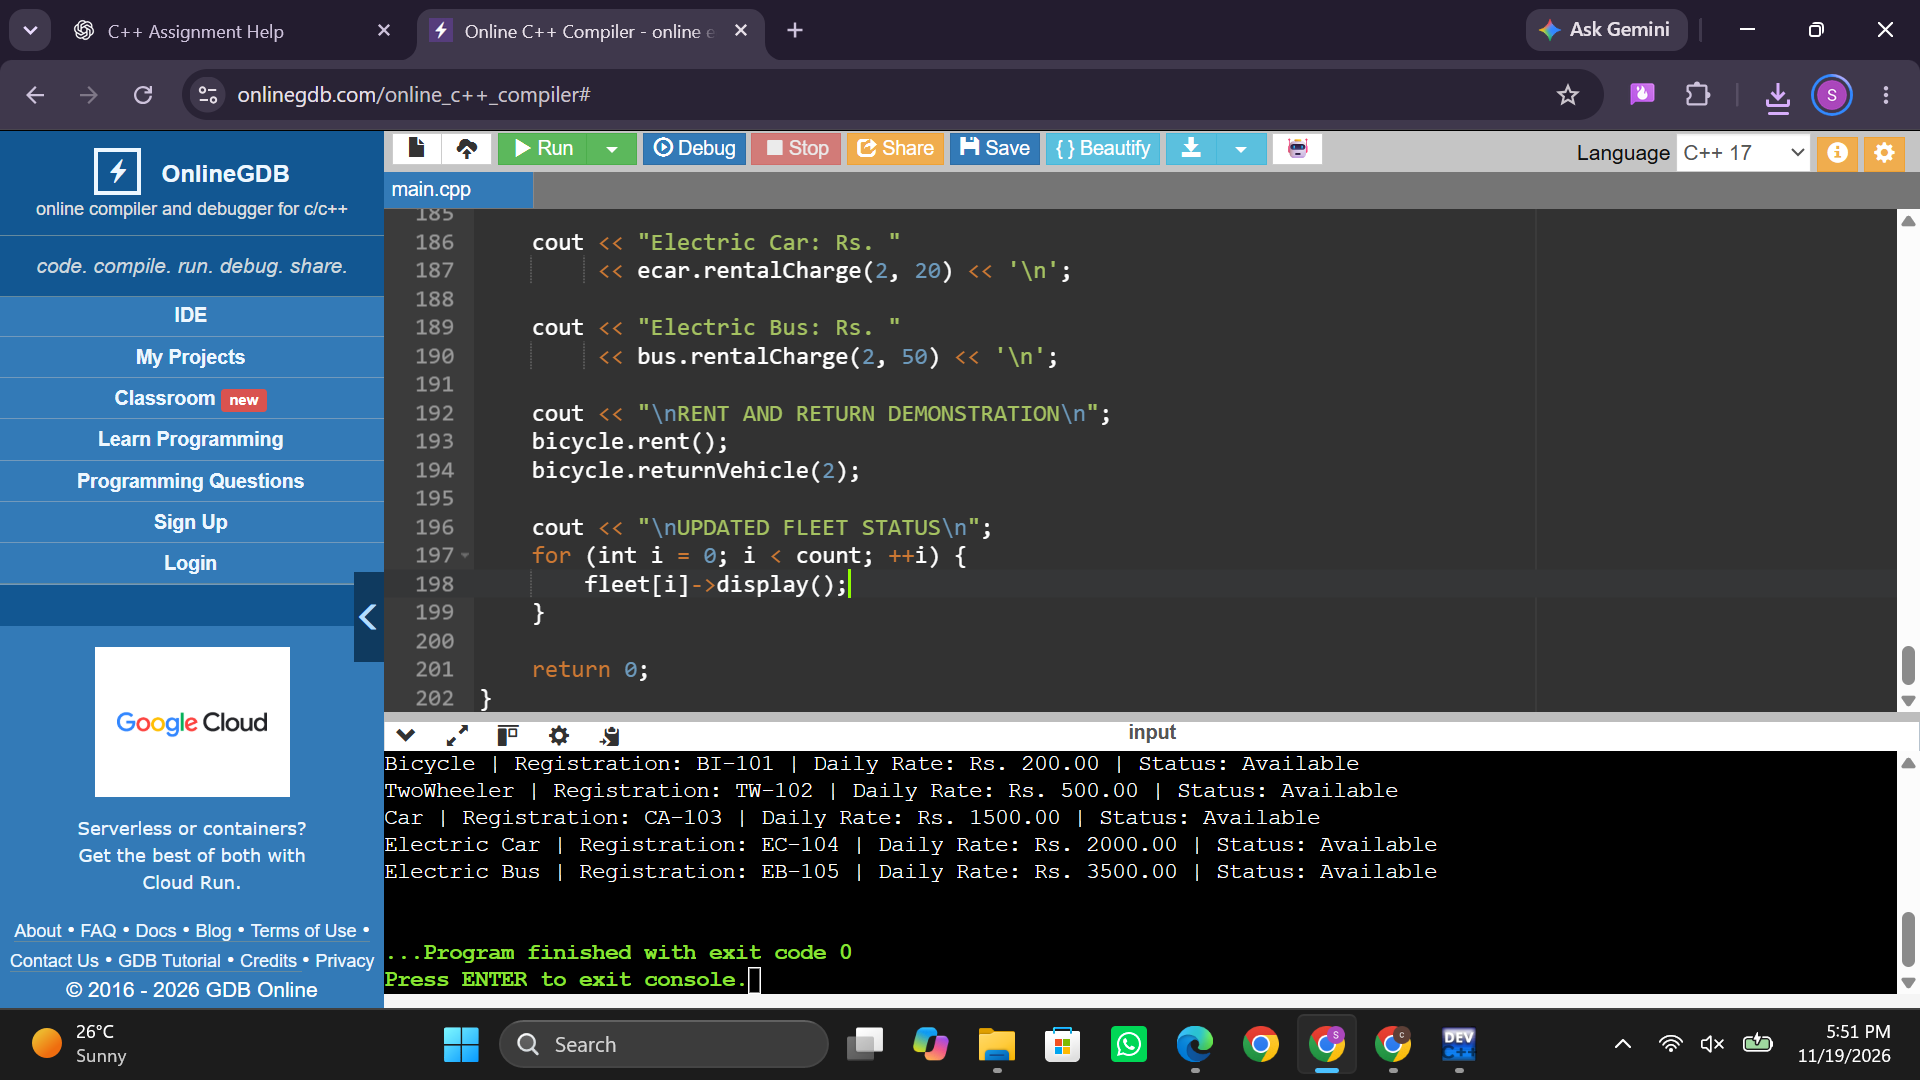 C++ Assignment Help
Online C++ Compiler - online e
Ask Gemini
onlinegdb.com/online_c++_compiler#
S
OnlineGDB
online compiler and debugger for c/c++
code. compile. run. debug. share.
IDE
My Projects
Classroom new
Learn Programming
Programming Questions
Sign Up
Login
Google Cloud
Serverless or containers?
Get the best of both with
Cloud Run.
About • FAQ • Docs • Blog • Terms of Use •
Contact Us • GDB Tutorial • Credits • Privacy
© 2016 - 2026 GDB Online
Run Debug Stop Share Save { } Beautify
Language C++ 17
main.cpp
185
186 cout << "Electric Car: Rs. "
187 << ecar.rentalCharge(2, 20) << '\n';
188
189 cout << "Electric Bus: Rs. "
190 << bus.rentalCharge(2, 50) << '\n';
191
192 cout << "\nRENT AND RETURN DEMONSTRATION\n";
193 bicycle.rent();
194 bicycle.returnVehicle(2);
195
196 cout << "\nUPDATED FLEET STATUS\n";
197 for (int i = 0; i < count; ++i) {
198 fleet[i]->display();
199 }
200
201 return 0;
202 }
input
Bicycle | Registration: BI-101 | Daily Rate: Rs. 200.00 | Status: Available
TwoWheeler | Registration: TW-102 | Daily Rate: Rs. 500.00 | Status: Available
Car | Registration: CA-103 | Daily Rate: Rs. 1500.00 | Status: Available
Electric Car | Registration: EC-104 | Daily Rate: Rs. 2000.00 | Status: Available
Electric Bus | Registration: EB-105 | Daily Rate: Rs. 3500.00 | Status: Available
...Program finished with exit code 0
Press ENTER to exit console.
26°C
Sunny
Search
S
C
DEV
C++
5:51 PM
11/19/2026